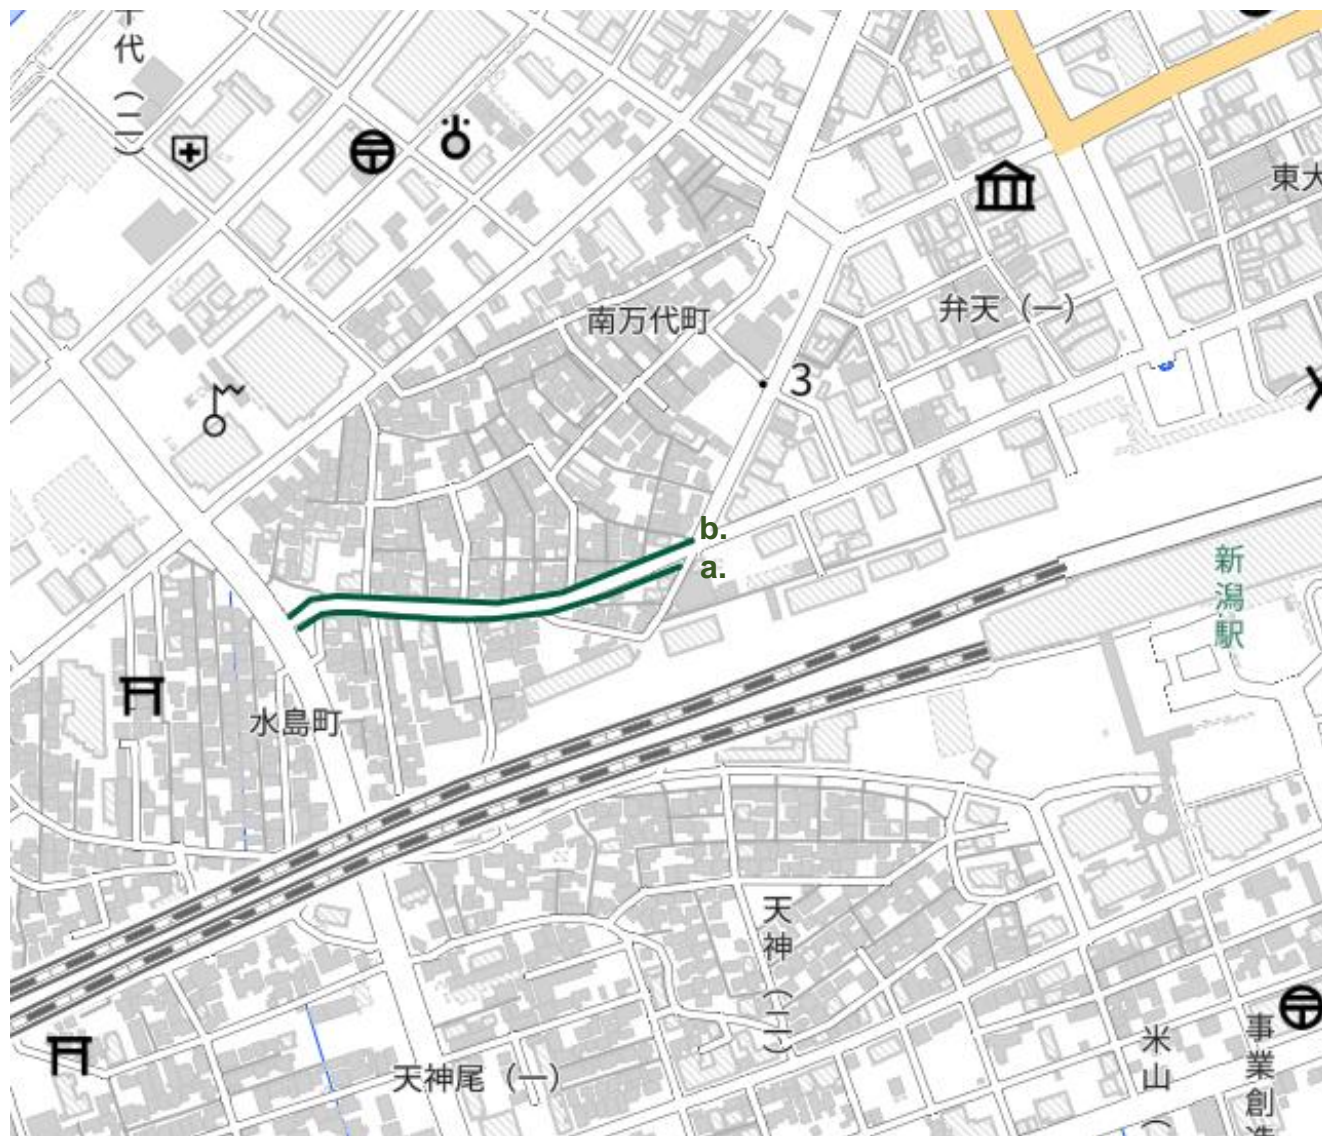 代(二)
東大
南万代町
弁天(一)
3
b.
a.
新潟駅
水島町
天神(二)
天神尾(一)
米山(
事業創造